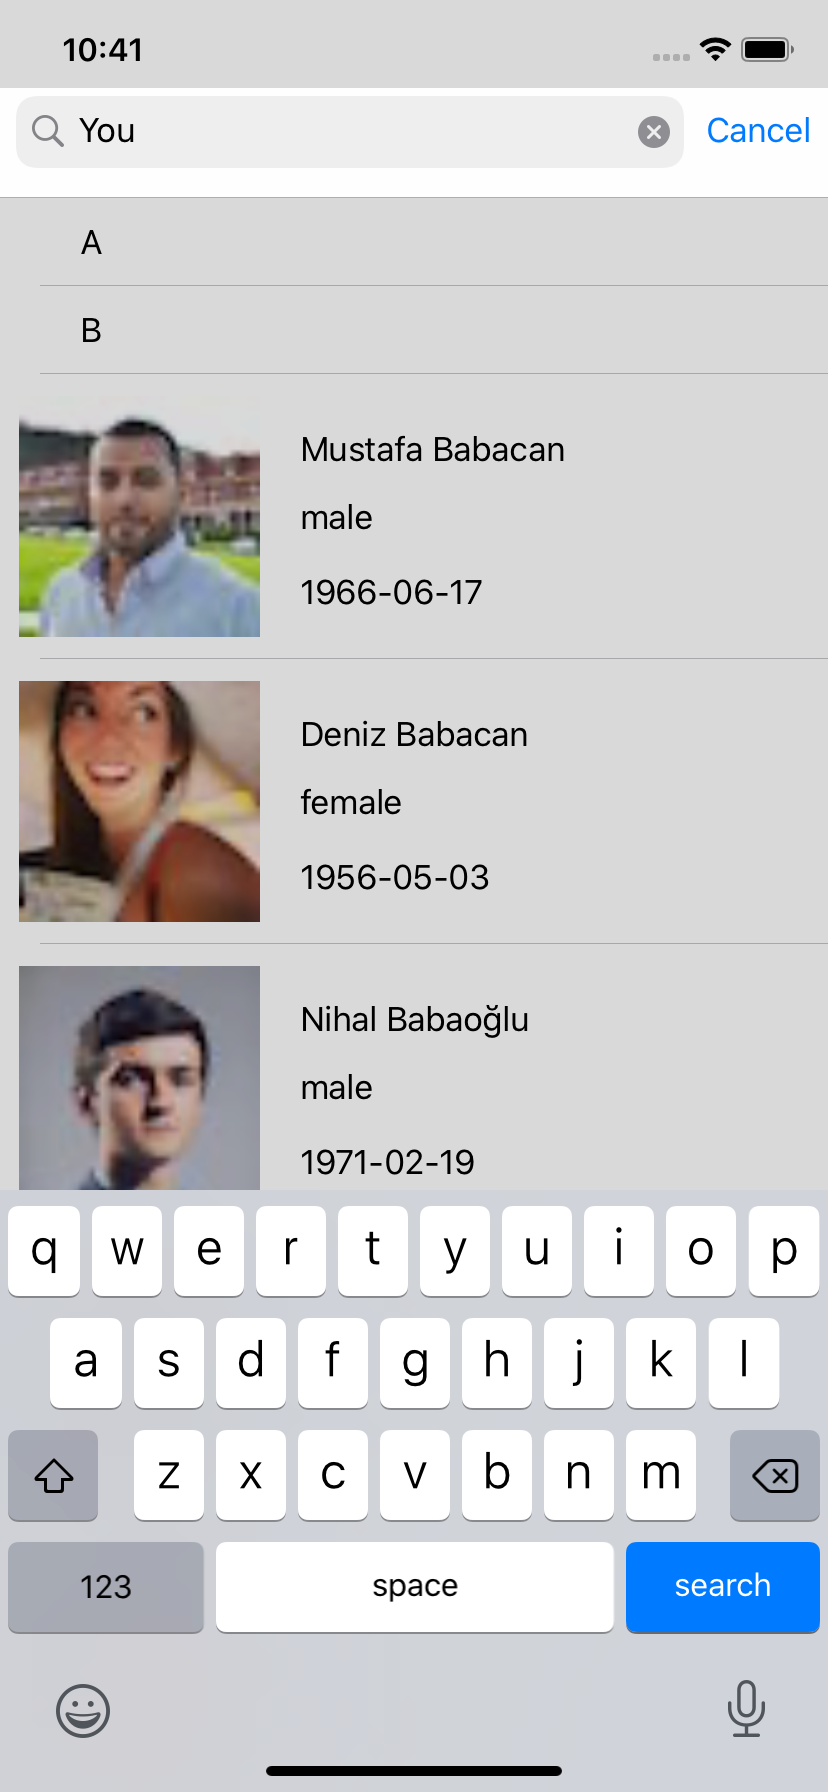 10:41
You
Cancel
A
B
Mustafa Babacan
male
1966-06-17
Deniz Babacan
female
1956-05-03
Nihal Babaoğlu
male
1971-02-19
q w e r t y u i o p
a s d f g h j k l
z x c v b n m
123 space search